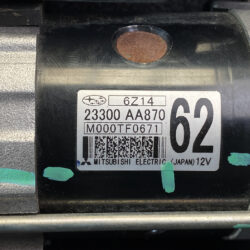 6Z14
23300 AA870
M000TF0671
62
MITSUBISHI ELECTRIC (JAPAN) 12V